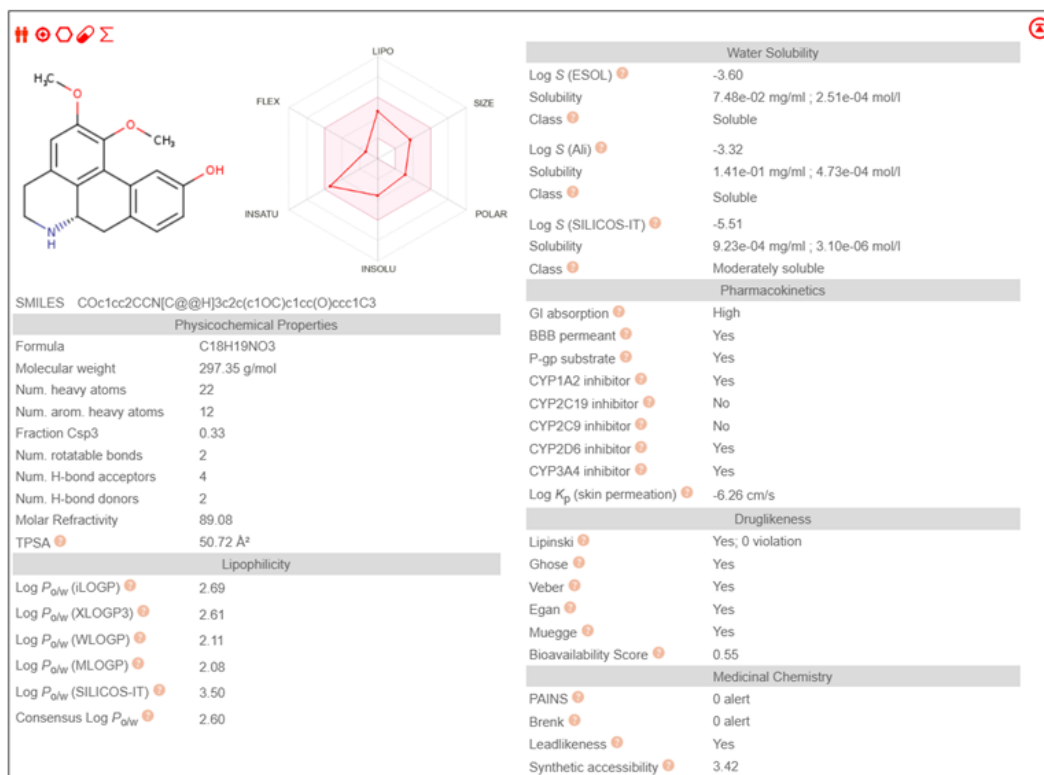 LIPO
FLEX
SIZE
INSATU
POLAR
INSOLU
H₃C
O
O
CH₃
OH
N
H
SMILES COc1cc2CCN[C@@H]3c2c(c1OC)c1cc(O)ccc1C3
Physicochemical Properties
Formula C18H19NO3
Molecular weight 297.35 g/mol
Num. heavy atoms 22
Num. arom. heavy atoms 12
Fraction Csp3 0.33
Num. rotatable bonds 2
Num. H-bond acceptors 4
Num. H-bond donors 2
Molar Refractivity 89.08
TPSA ? 50.72 Å²
Lipophilicity
Log Po/w (iLOGP) ? 2.69
Log Po/w (XLOGP3) ? 2.61
Log Po/w (WLOGP) ? 2.11
Log Po/w (MLOGP) ? 2.08
Log Po/w (SILICOS-IT) ? 3.50
Consensus Log Po/w ? 2.60
Water Solubility
Log S (ESOL) ? -3.60
Solubility 7.48e-02 mg/ml ; 2.51e-04 mol/l
Class ? Soluble
Log S (Ali) ? -3.32
Solubility 1.41e-01 mg/ml ; 4.73e-04 mol/l
Class ? Soluble
Log S (SILICOS-IT) ? -5.51
Solubility 9.23e-04 mg/ml ; 3.10e-06 mol/l
Class ? Moderately soluble
Pharmacokinetics
GI absorption ? High
BBB permeant ? Yes
P-gp substrate ? Yes
CYP1A2 inhibitor ? Yes
CYP2C19 inhibitor ? No
CYP2C9 inhibitor ? No
CYP2D6 inhibitor ? Yes
CYP3A4 inhibitor ? Yes
Log Kp (skin permeation) ? -6.26 cm/s
Druglikeness
Lipinski ? Yes; 0 violation
Ghose ? Yes
Veber ? Yes
Egan ? Yes
Muegge ? Yes
Bioavailability Score ? 0.55
Medicinal Chemistry
PAINS ? 0 alert
Brenk ? 0 alert
Leadlikeness ? Yes
Synthetic accessibility ? 3.42